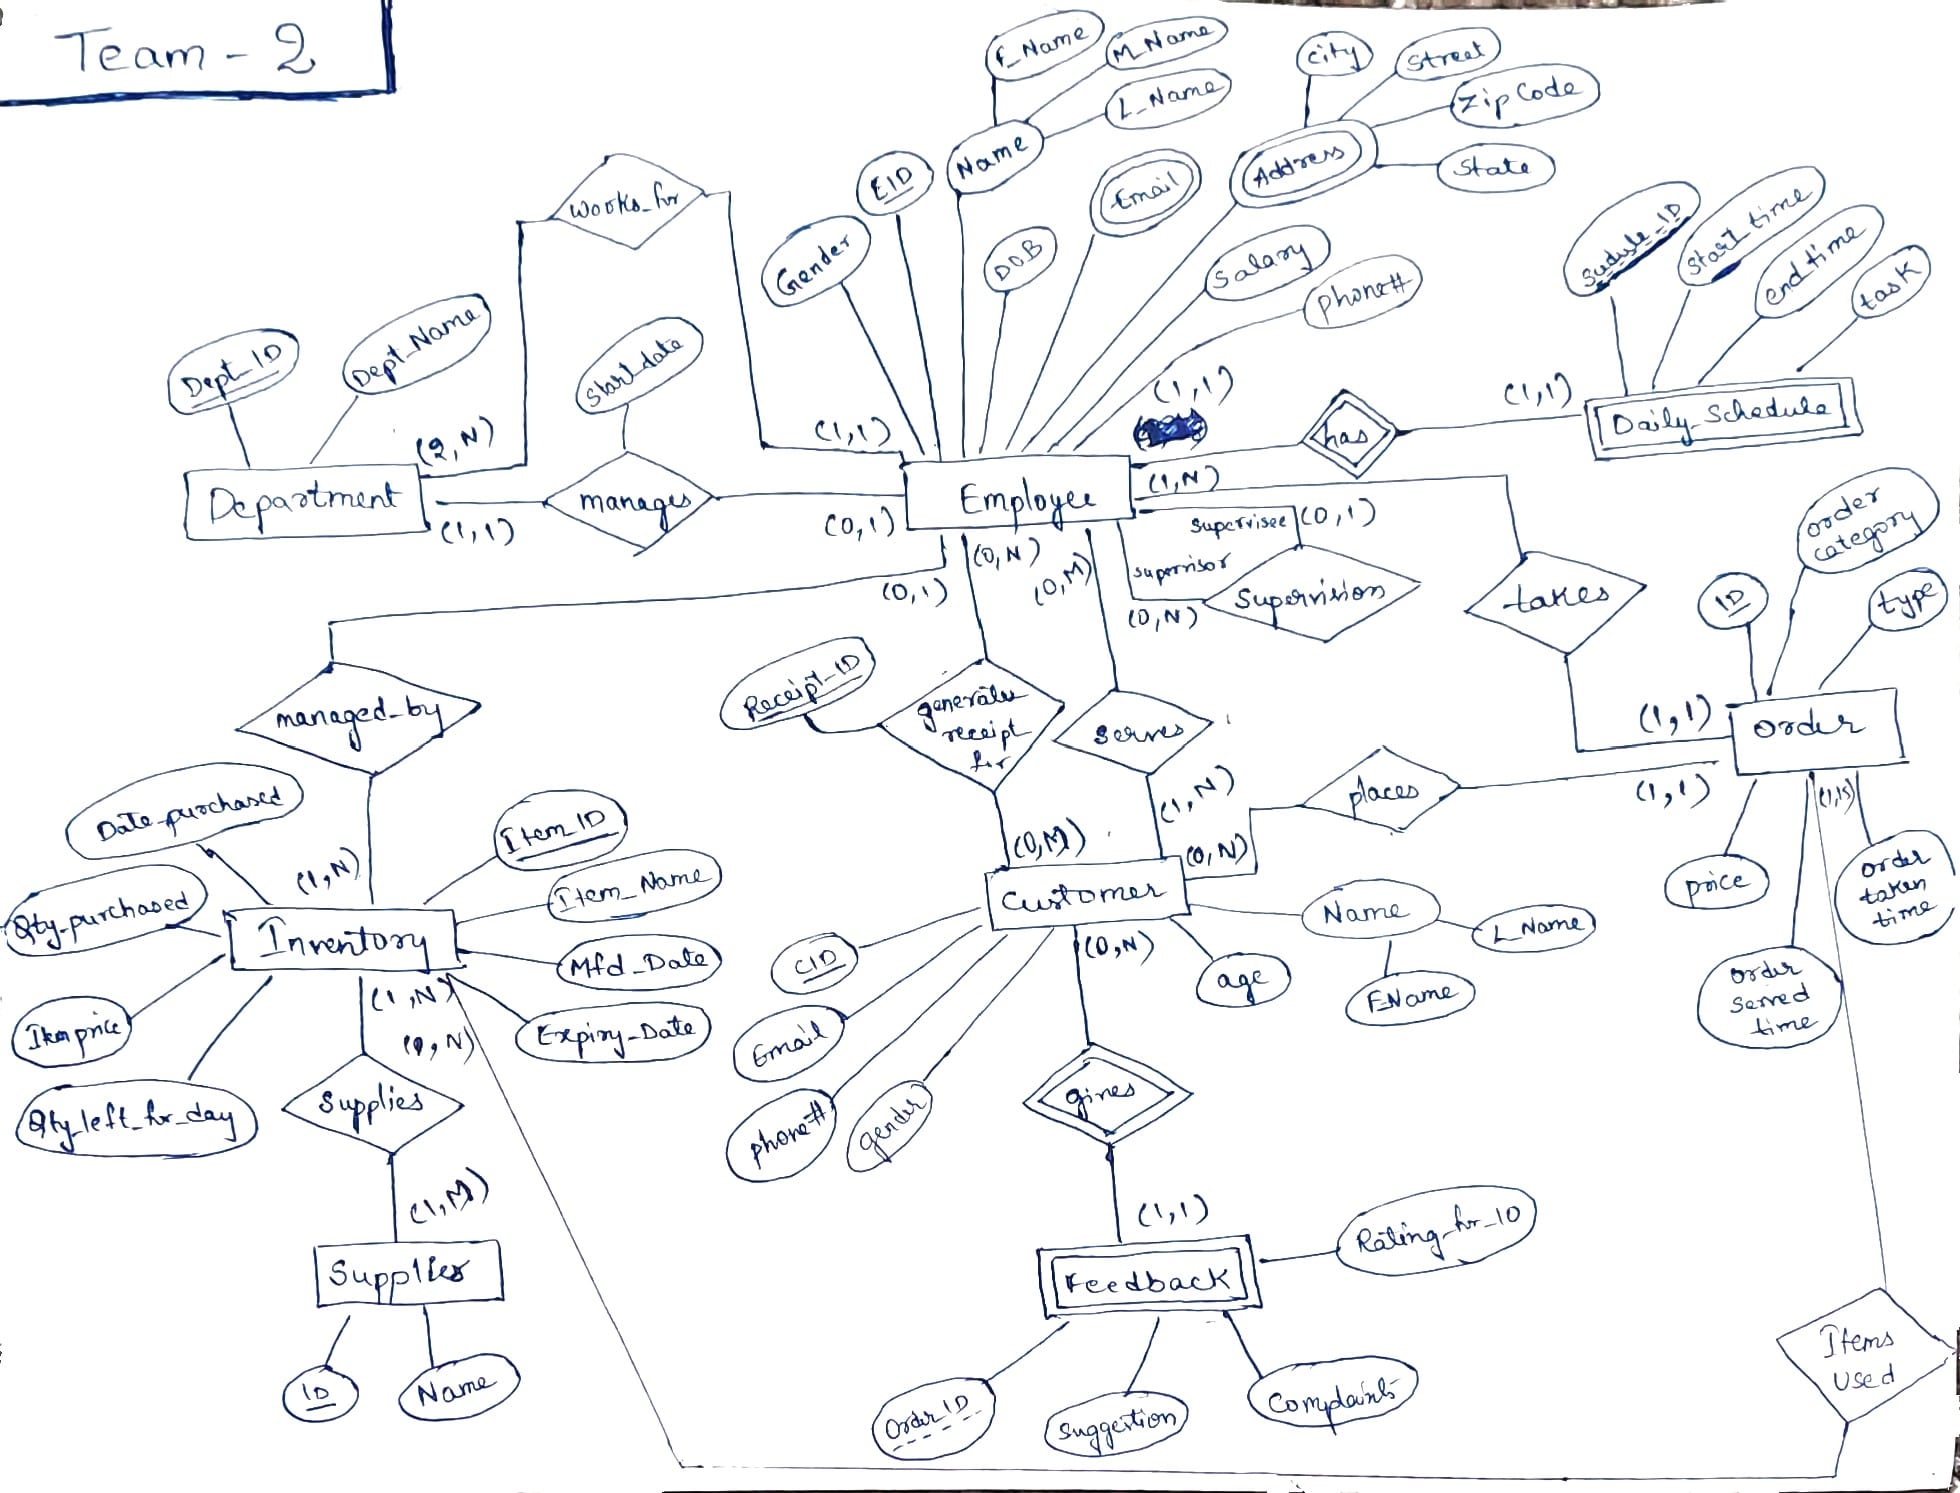 Team - 2
F_Name
M_Name
L_Name
Name
City
Street
Zip Code
State
Address
Works_for
EID
Email
Gender
DOB
Salary
phone#
Start_time
end time
task
Dept_ID
Dept_Name
Start_date
(1,1)
(1,1)
has
Daily_Schedule
(2,N)
(1,1)
Department
manages
Employee
(1,N)
(1,1)
(0,1)
Supervisee
(0,1)
order
category
(0,1)
(0,N)
(0,M)
supervisor
(0,N)
Supervision
takes
ID
type
Receipt_ID
managed_by
generates
receipt
for
serves
(1,1)
Order
Date_purchased
Item_ID
(1,N)
places
(1,1)
(1,15)
(1,N)
(0,M)
(0,N)
Item_Name
Customer
price
order
taken
time
Qty_purchased
Inventory
Name
L_Name
Mfd_Date
CID
(0,N)
age
F_Name
order
served
time
Item price
(1,N)
(0,N)
Expiry_Date
Email
Qty_left_for_day
Supplies
phone#
gender
gives
(1,M)
(1,1)
Rating_for_10
Supplier
Feedback
Items
Used
ID
Name
Order ID
Suggestion
Complaints